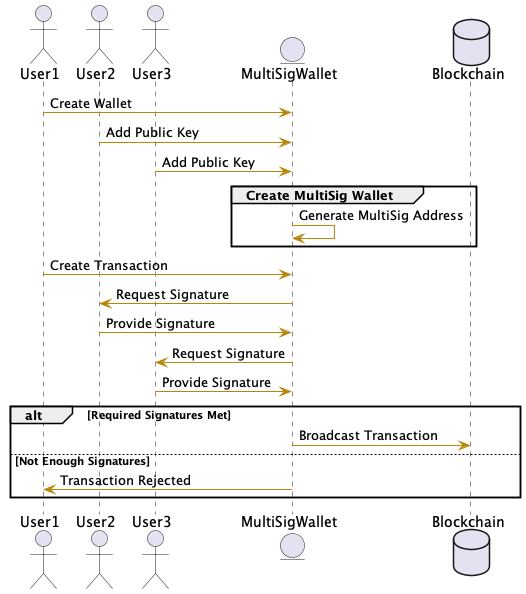 User1 User2 User3 MultiSigWallet Blockchain
Create Wallet
Add Public Key
Add Public Key
Create MultiSig Wallet
Generate MultiSig Address
Create Transaction
Request Signature
Provide Signature
Request Signature
Provide Signature
alt [Required Signatures Met]
Broadcast Transaction
[Not Enough Signatures]
Transaction Rejected
User1 User2 User3 MultiSigWallet Blockchain